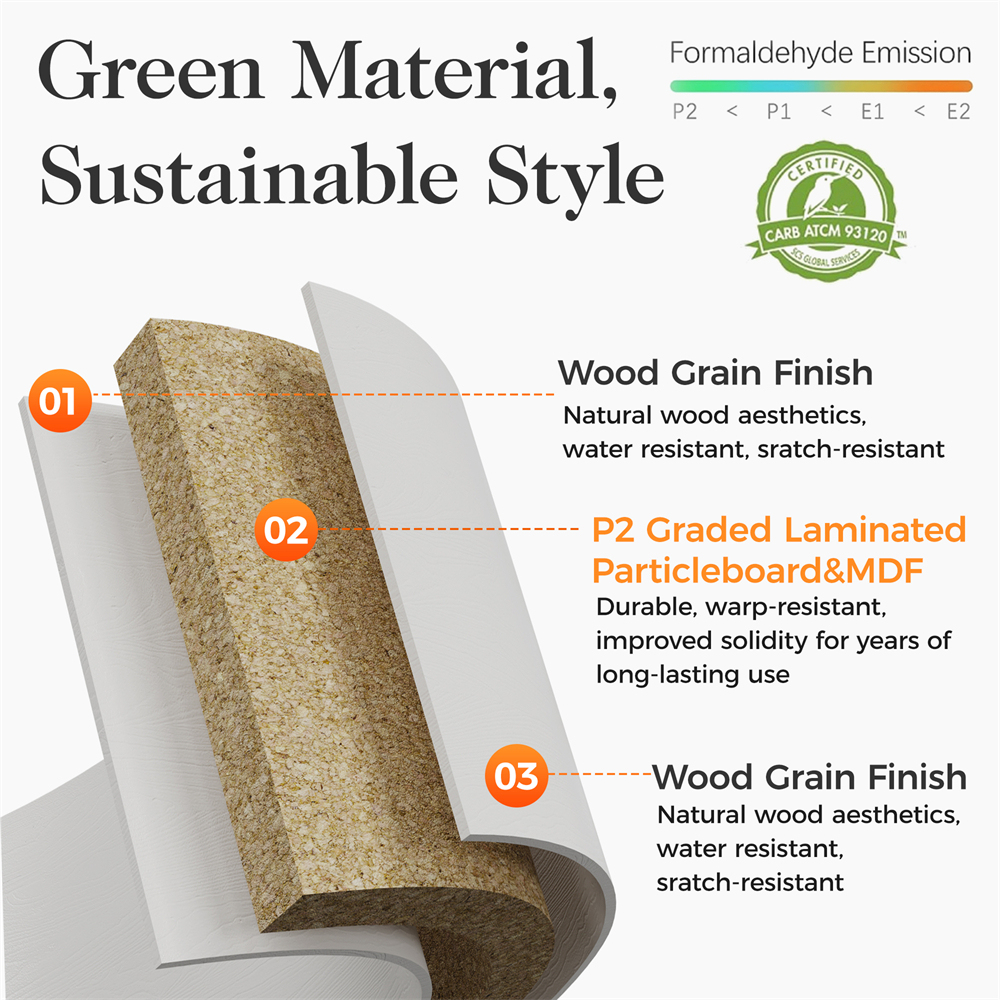 Green Material,
Sustainable Style
Formaldehyde Emission
P2 < P1 < E1 < E2
CERTIFIED
CARB ATCM 93120 TM
SCS GLOBAL SERVICES
01
Wood Grain Finish
Natural wood aesthetics,
water resistant, sratch-resistant
02
P2 Graded Laminated
Particleboard&MDF
Durable, warp-resistant,
improved solidity for years of
long-lasting use
03
Wood Grain Finish
Natural wood aesthetics,
water resistant,
sratch-resistant